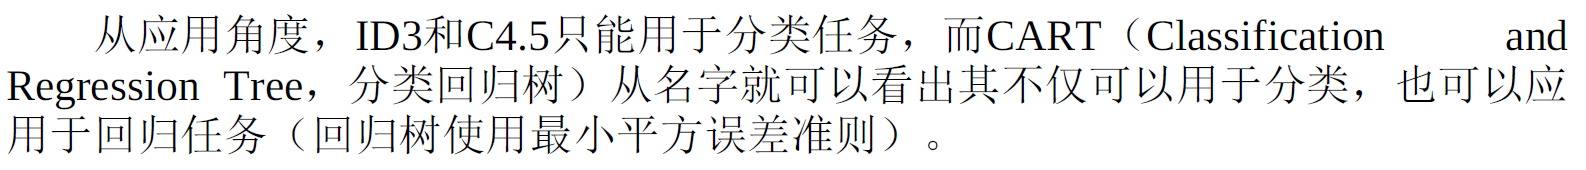 从应用角度，ID3和C4.5只能用于分类任务，而CART（Classification and
Regression Tree，分类回归树）从名字就可以看出其不仅可以用于分类，也可以应
用于回归任务（回归树使用最小平方误差准则）。